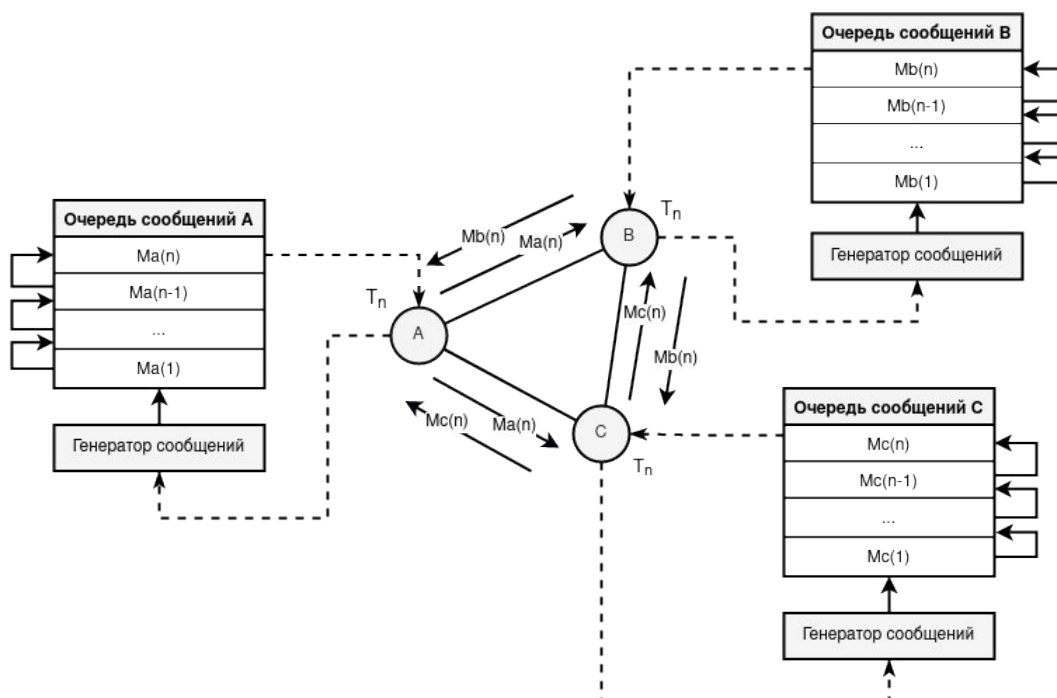 Очередь сообщений B
Mb(n)
Mb(n-1)
...
Mb(1)
Генератор сообщений
Очередь сообщений A
Ma(n)
Ma(n-1)
...
Ma(1)
Генератор сообщений
Tn
B
Mb(n)
Ma(n)
Tn
A
Mc(n)
Mb(n)
Mc(n)
Ma(n)
C
Tn
Очередь сообщений C
Mc(n)
Mc(n-1)
...
Mc(1)
Генератор сообщений